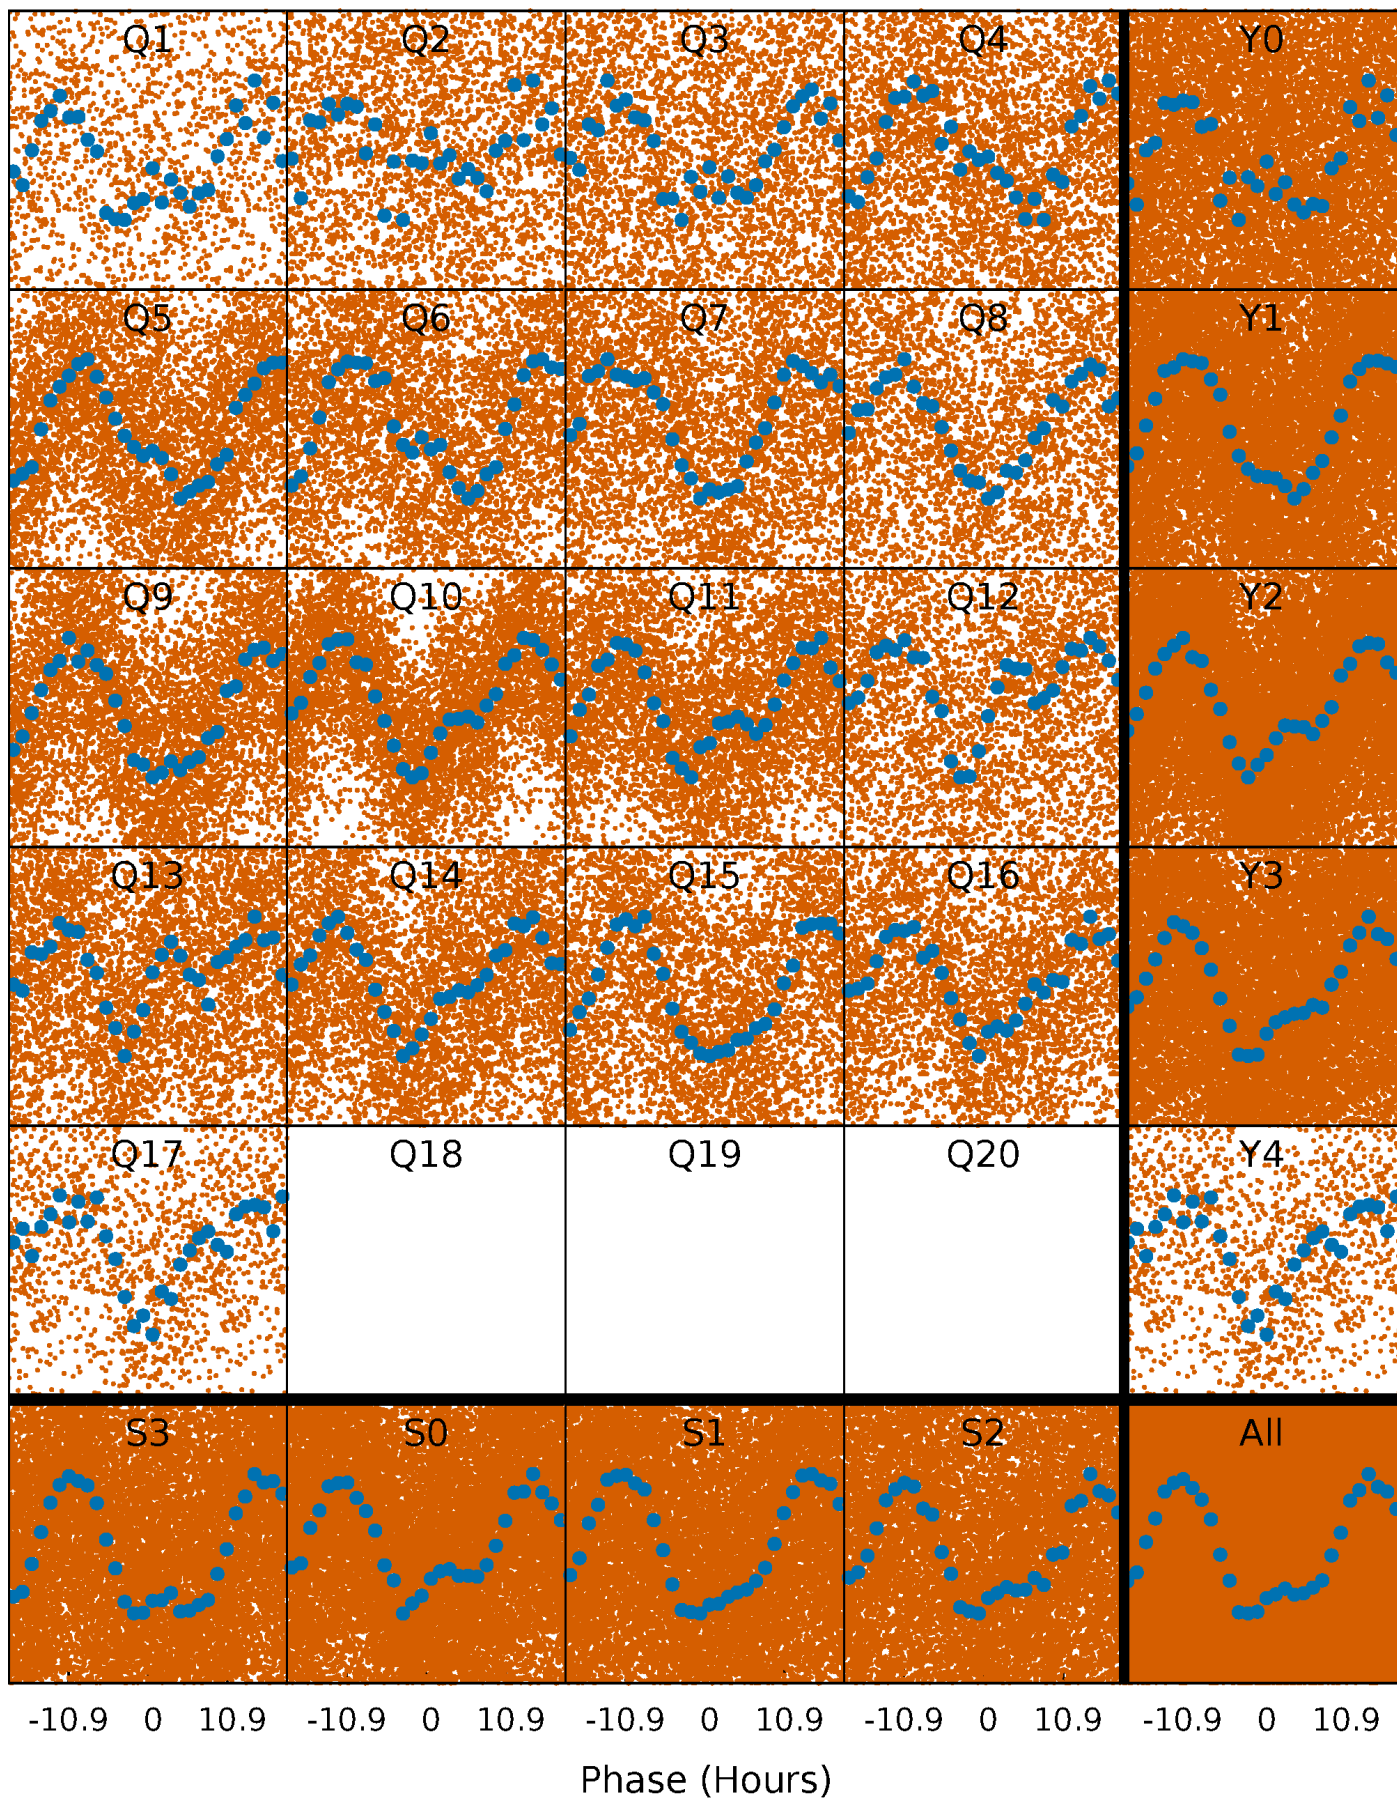 Q1 Q2 Q3 Q4 Y0
Q5 Q6 Q7 Q8 Y1
Q9 Q10 Q11 Q12 Y2
Q13 Q14 Q15 Q16 Y3
Q17 Q18 Q19 Q20 Y4
S3 S0 S1 S2 All
-10.9 0 10.9 -10.9 0 10.9 -10.9 0 10.9 -10.9 0 10.9 -10.9 0 10.9
Phase (Hours)